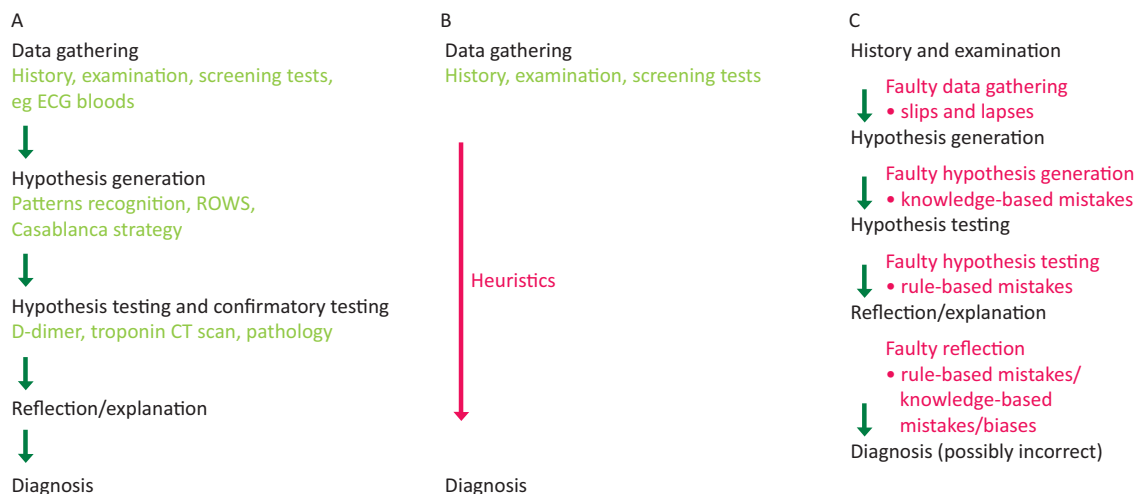 A
Data gathering
History, examination, screening tests,
eg ECG bloods
Hypothesis generation
Patterns recognition, ROWS,
Casablanca strategy
Hypothesis testing and confirmatory testing
D-dimer, troponin CT scan, pathology
Reflection/explanation
Diagnosis
B
Data gathering
History, examination, screening tests
Heuristics
Diagnosis
C
History and examination
Faulty data gathering
• slips and lapses
Hypothesis generation
Faulty hypothesis generation
• knowledge-based mistakes
Hypothesis testing
Faulty hypothesis testing
• rule-based mistakes
Reflection/explanation
Faulty reflection
• rule-based mistakes/
knowledge-based
mistakes/biases
Diagnosis (possibly incorrect)